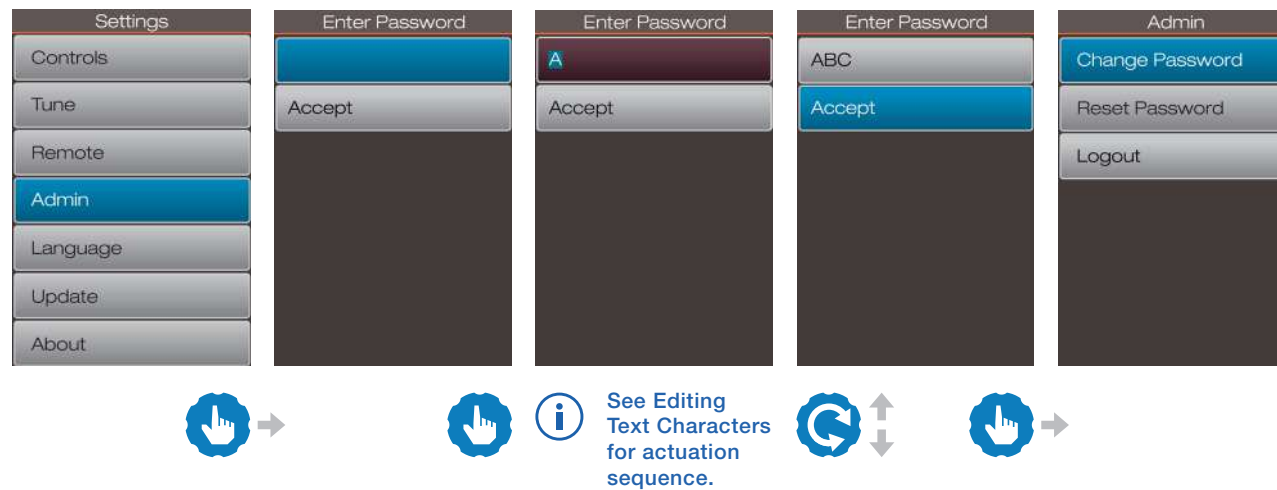 Settings
Controls
Tune
Remote
Admin
Language
Update
About
Enter Password
Accept
Enter Password
A
Accept
Enter Password
ABC
Accept
Admin
Change Password
Reset Password
Logout
i
See Editing
Text Characters
for actuation
sequence.